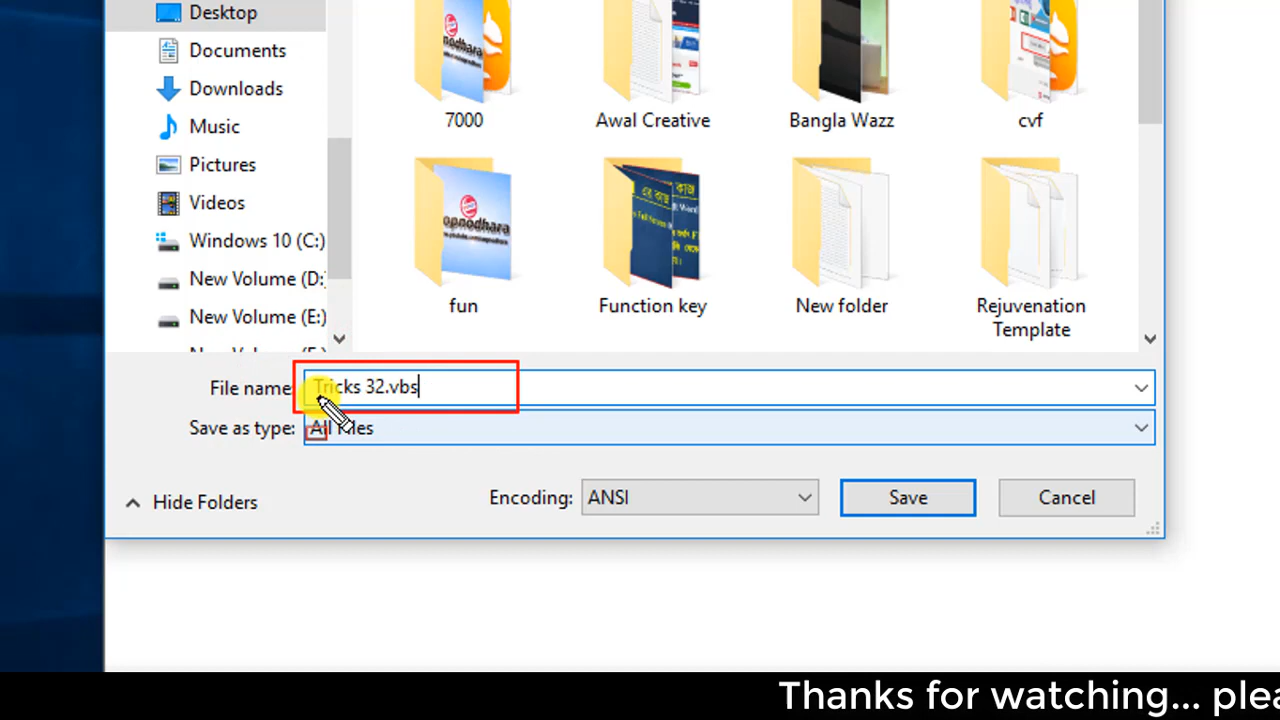 Desktop
Documents
Downloads
Music
Pictures
Videos
Windows 10 (C:)
New Volume (D:
New Volume (E:)
7000
Awal Creative
Bangla Wazz
cvf
fun
Function key
New folder
Rejuvenation
Template
File name:
Tricks 32.vbs
Save as type:
All Files
Hide Folders
Encoding:
ANSI
Save
Cancel
Thanks for watching... plea